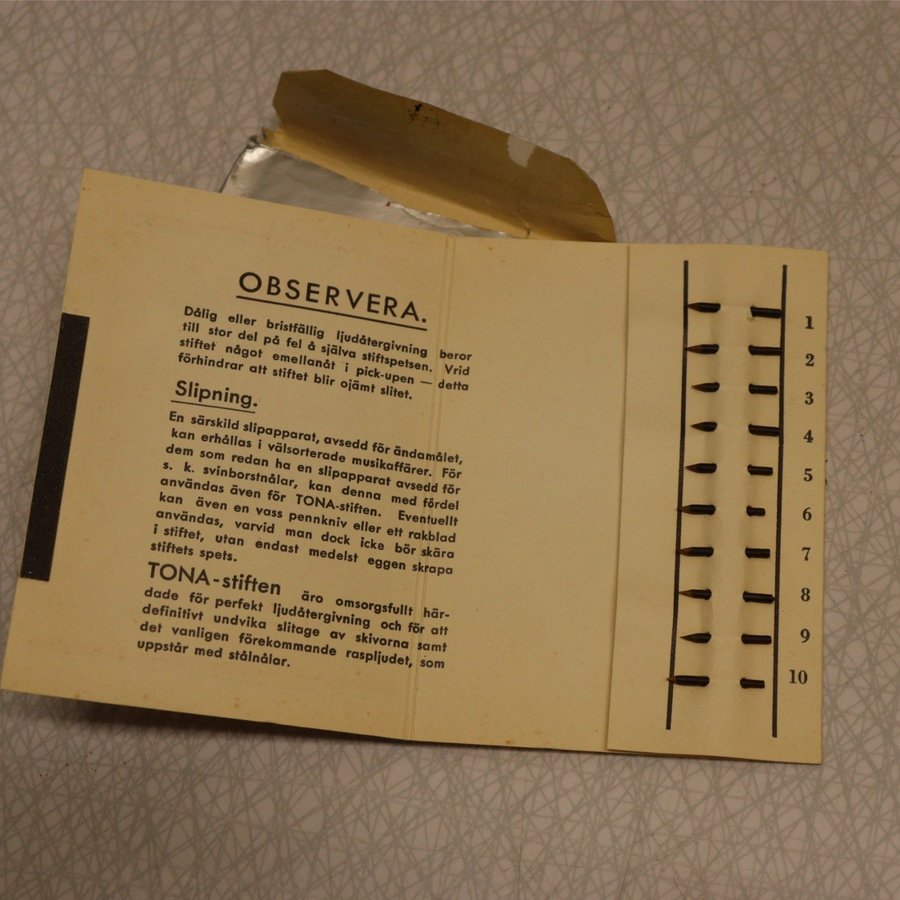 OBSERVERA.
Dålig eller bristfällig ljudåtergivning beror
till stor del på fel å själva stiftspetsen. Vrid
stiftet något emellanåt i pick-upen — detta
förhindrar att stiftet blir ojämt slitet.
Slipning.
En särskild slipapparat, avsedd för ändamålet,
kan erhållas i välsorterade musikaffärer. För
dem som redan ha en slipapparat avsedd för
s. k. svinborstnålar, kan denna med fördel
användas även för TONA-stiften. Eventuellt
kan även en vass pennkniv eller ett rakblad
användas, varvid man dock icke bör skära
i stiftet, utan endast medelst eggen skrapa
stiftets spets.
TONA-stiften äro omsorgsfullt här-
dade för perfekt ljudåtergivning och för att
definitivt undvika slitage av skivorna samt
det vanligen förekommande raspljudet, som
uppstår med stålnålar.
1
2
3
4
5
6
7
8
9
10